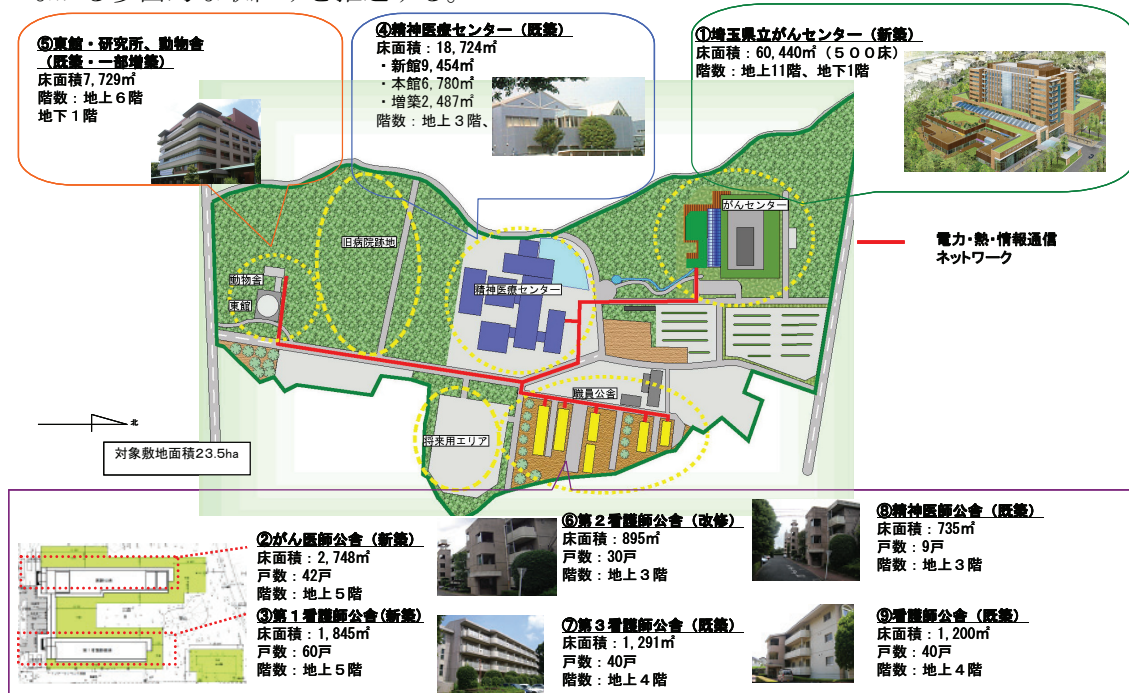 ⑤東館・研究所、動物舎
(既築・一部増築)
床面積7,729㎡
階数：地上６階
地下１階
④精神医療センター（既築）
床面積：18,724㎡
・新館9,454㎡
・本館6,780㎡
・増築2,487㎡
階数：地上３階、
①埼玉県立がんセンター（新築）
床面積：60,440㎡（５００床）
階数：地上11階、地下1階
がんセンター
旧病院跡地
動物舎
東館
精神医療センター
職員公舎
将来用エリア
電力・熱・情報通信
ネットワーク
北
対象敷地面積23.5ha
②がん医師公舎（新築）
床面積：2,748㎡
戸数：42戸
階数：地上５階
③第１看護師公舎(新築)
床面積：1,845㎡
戸数：60戸
階数：地上５階
⑥第２看護師公舎（改修）
床面積：895㎡
戸数：30戸
階数：地上３階
⑦第３看護師公舎（既築）
床面積：1,291㎡
戸数：40戸
階数：地上４階
⑧精神医師公舎（既築）
床面積：735㎡
戸数：9戸
階数：地上３階
⑨看護師公舎（既築）
床面積：1,200㎡
戸数：40戸
階数：地上４階